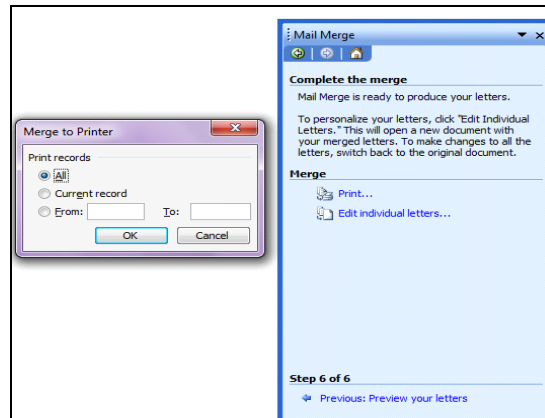 Merge to Printer
Print records
All
Current record
From:
To:
OK
Cancel
Mail Merge
Complete the merge
Mail Merge is ready to produce your letters.
To personalize your letters, click "Edit Individual
Letters." This will open a new document with
your merged letters. To make changes to all the
letters, switch back to the original document.
Merge
Print...
Edit individual letters...
Step 6 of 6
Previous: Preview your letters